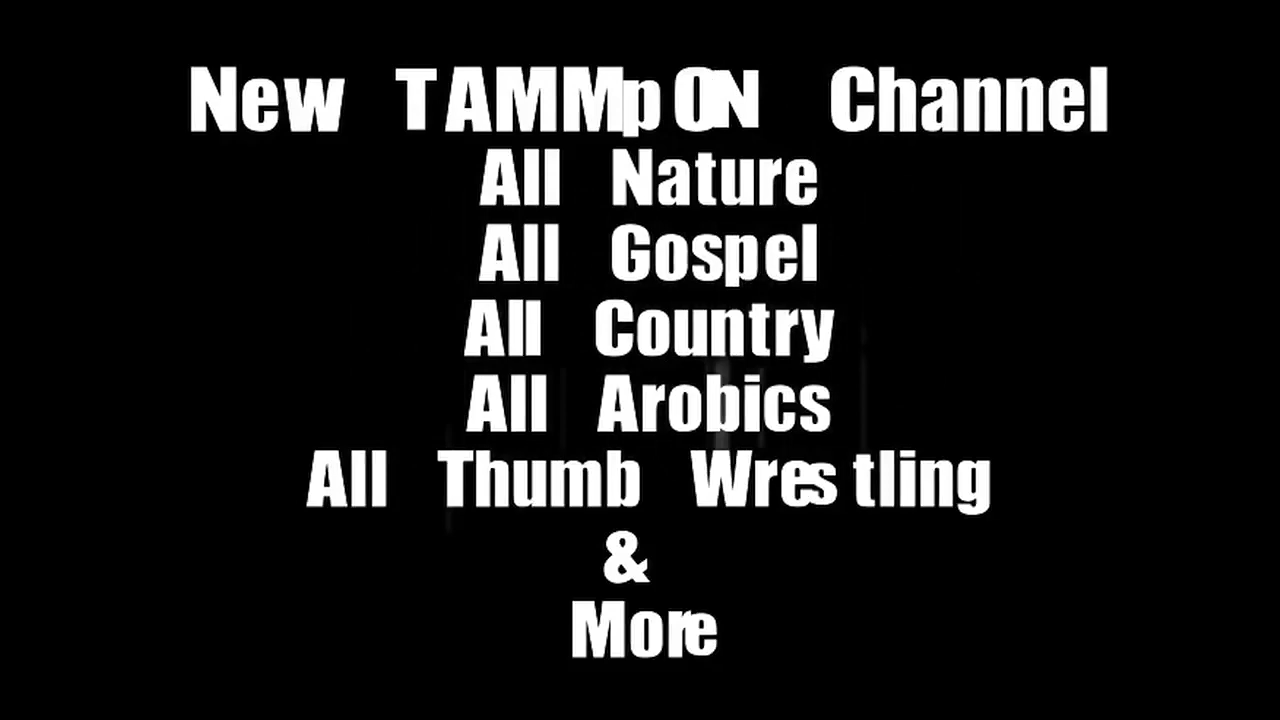 New TAMMpON Channel
All Nature
All Gospel
All Country
All Arobics
All Thumb Wrestling
&
More